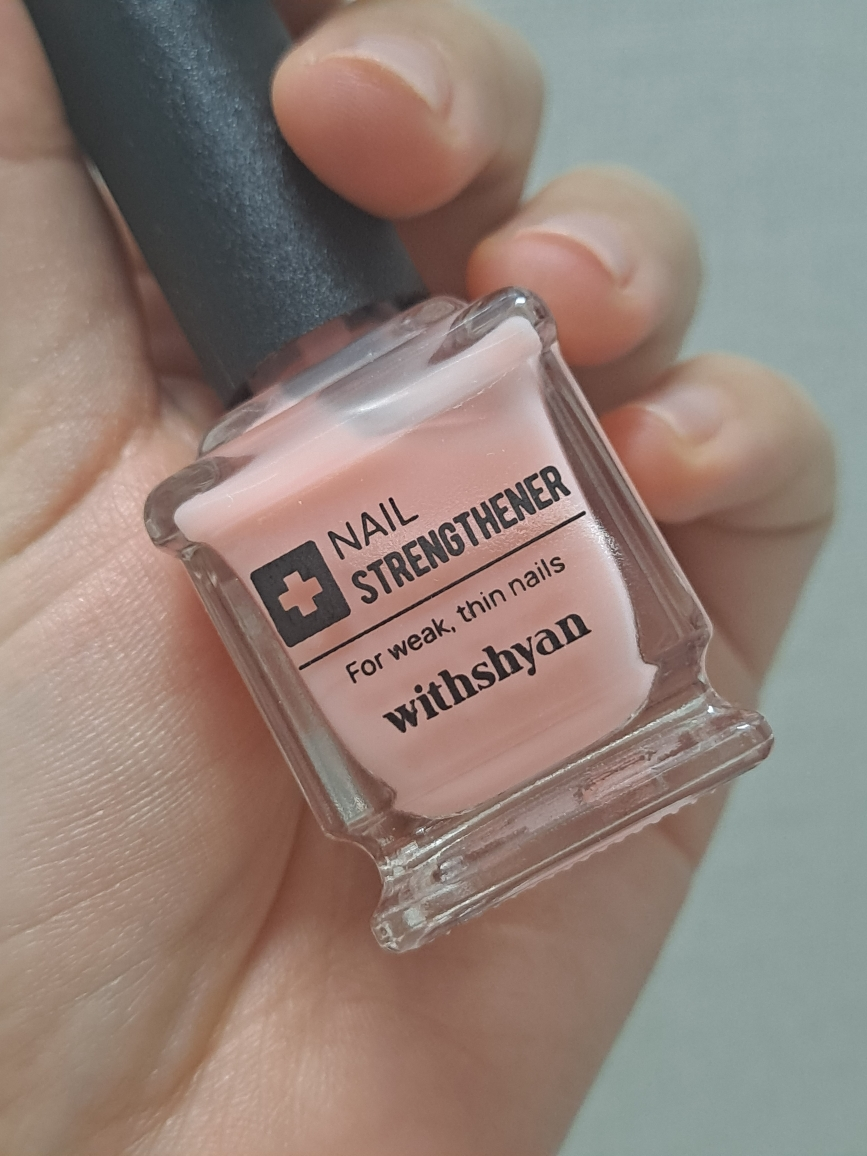 NAIL
STRENGTHENER
For weak, thin nails
withshyan